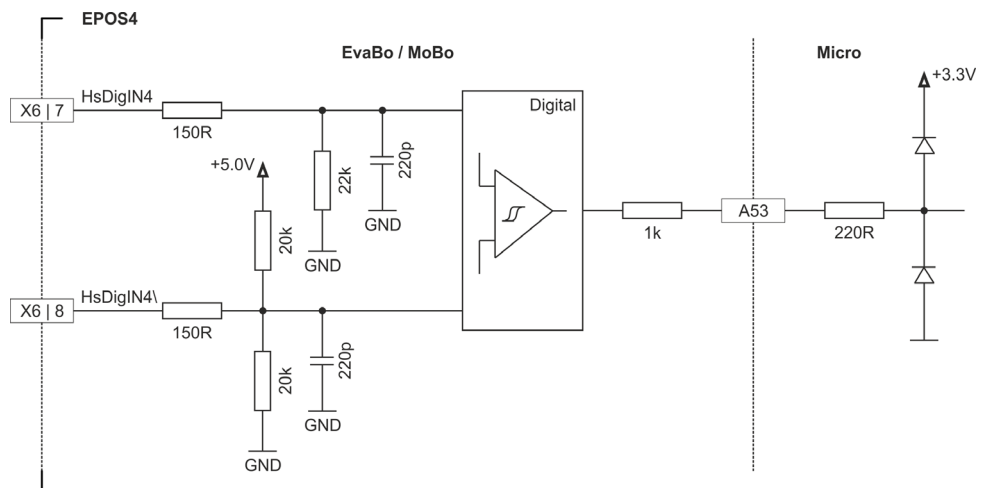 EPOS4
EvaBo / MoBo
Micro
+3.3V
HsDigIN4
Digital
X6 | 7
150R
+5.0V
22k
220p
GND
20k
GND
A53
1k
220R
HsDigIN4\
X6 | 8
150R
20k
220p
GND
GND